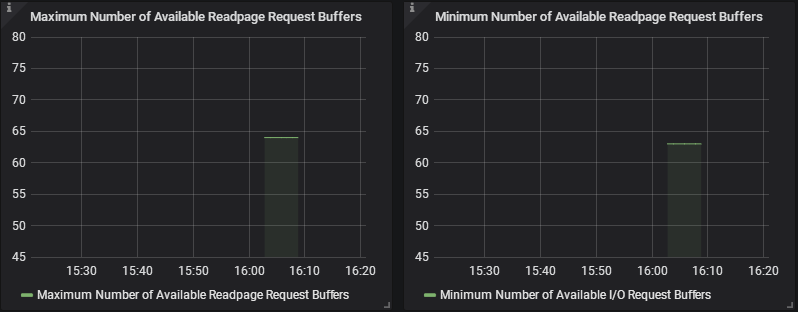 i
Maximum Number of Available Readpage Request Buffers
80
75
70
65
60
55
50
45
15:30 15:40 15:50 16:00 16:10 16:20
Maximum Number of Available Readpage Request Buffers
i
Minimum Number of Available Readpage Request Buffers
80
75
70
65
60
55
50
45
15:30 15:40 15:50 16:00 16:10 16:20
Minimum Number of Available I/O Request Buffers